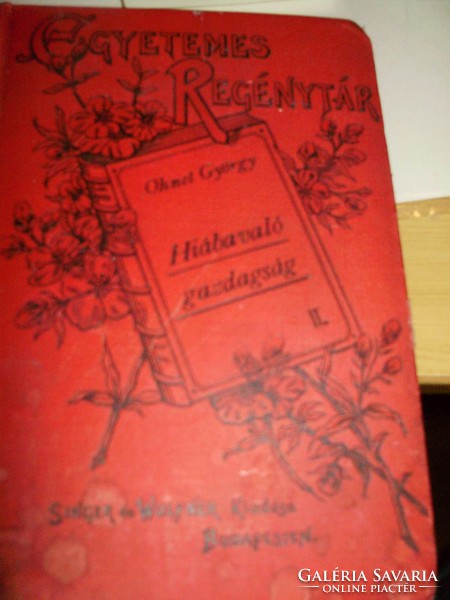 EGYETEMES
REGÉNYTÁR
Ohnet György
Hiábavaló
gazdagság
II.
SINGER és WOLFNER KIADÁSA
BUDAPESTEN.
GALÉRIA SAVARIA
ONLINE PIACTÉR